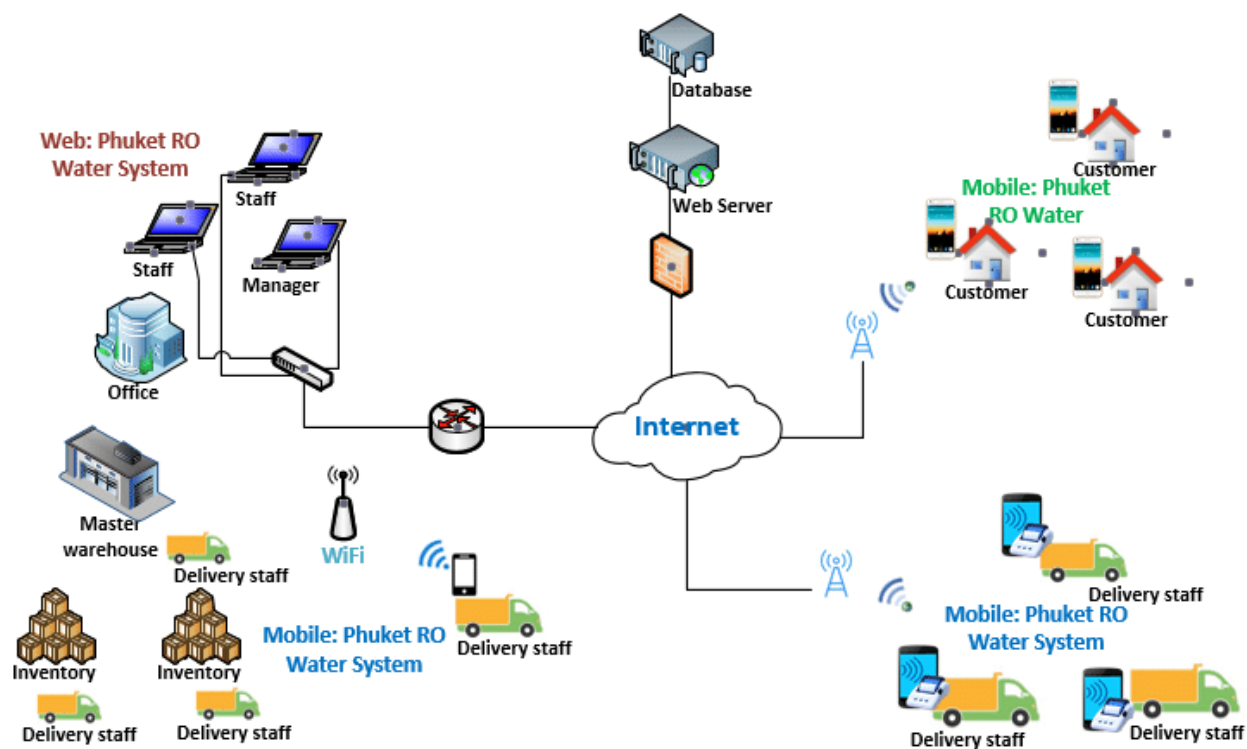 Database
Web: Phuket RO
Water System
Staff
Web Server
Staff
Manager
Office
Customer
Mobile: Phuket
RO Water
Customer
Customer
Internet
Master
warehouse
WiFi
Delivery staff
Delivery staff
Inventory
Inventory
Mobile: Phuket RO
Water System
Delivery staff
Delivery staff
Delivery staff
Mobile: Phuket RO
Water System
Delivery staff
Delivery staff